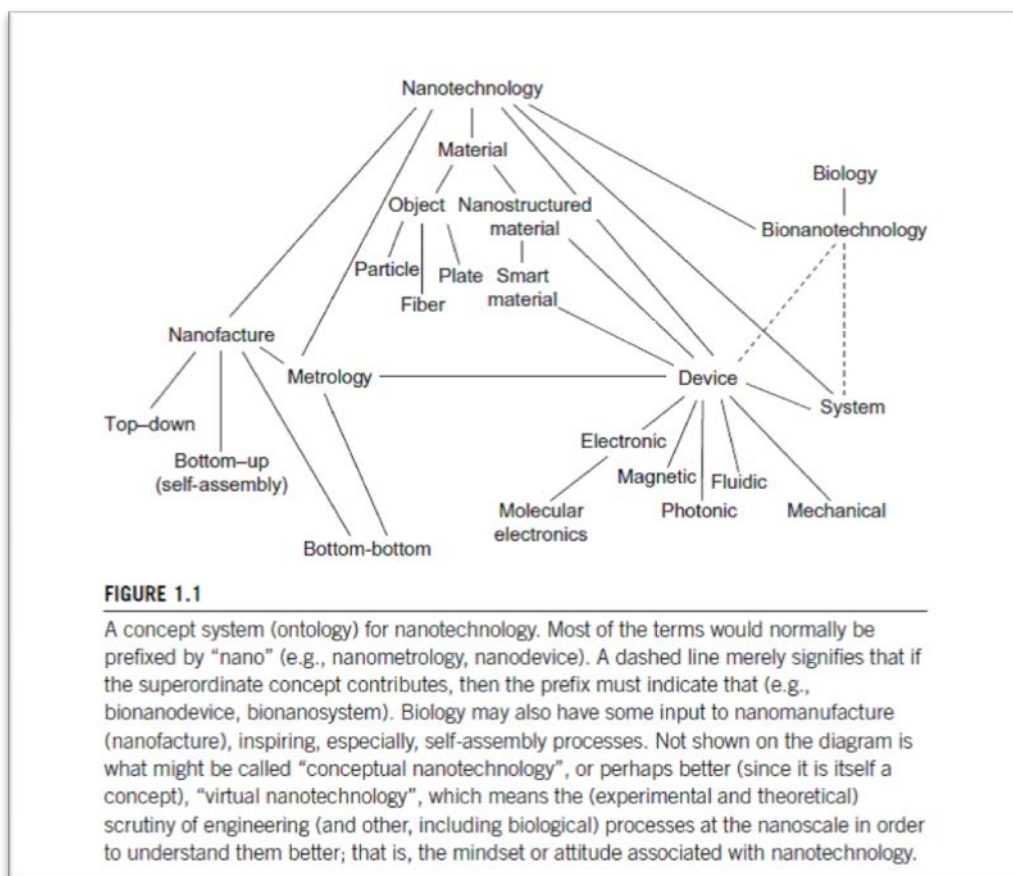 Nanotechnology
Material
Biology
Object Nanostructured
material
Bionanotechnology
Particle
Plate
Smart
material
Fiber
Nanofacture
Metrology
Device
System
Top–down
Bottom–up
(self-assembly)
Electronic
Magnetic
Fluidic
Molecular
electronics
Photonic
Mechanical
Bottom-bottom
FIGURE 1.1
A concept system (ontology) for nanotechnology. Most of the terms would normally be
prefixed by “nano” (e.g., nanometrology, nanodevice). A dashed line merely signifies that if
the superordinate concept contributes, then the prefix must indicate that (e.g.,
bionanodevice, bionanosystem). Biology may also have some input to nanomanufacture
(nanofacture), inspiring, especially, self-assembly processes. Not shown on the diagram is
what might be called “conceptual nanotechnology”, or perhaps better (since it is itself a
concept), “virtual nanotechnology”, which means the (experimental and theoretical)
scrutiny of engineering (and other, including biological) processes at the nanoscale in order
to understand them better; that is, the mindset or attitude associated with nanotechnology.